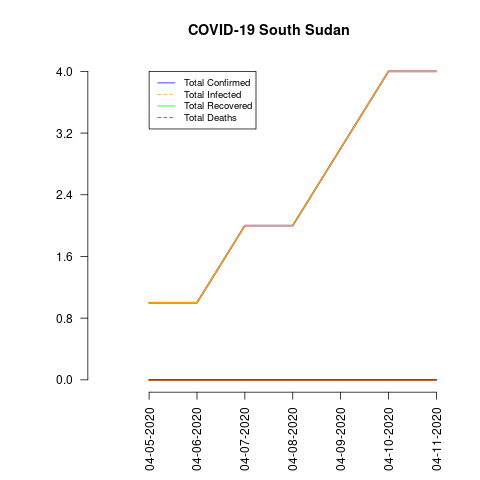 COVID-19 South Sudan
4.0
3.2
2.4
1.6
0.8
0.0
Total Confirmed
Total Infected
Total Recovered
Total Deaths
04-05-2020
04-06-2020
04-07-2020
04-08-2020
04-09-2020
04-10-2020
04-11-2020